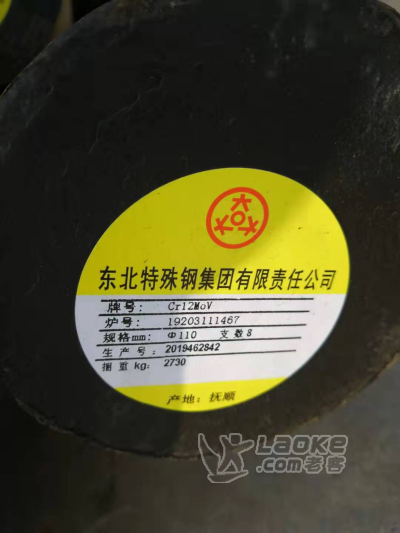 东北特殊钢集团有限责任公司
牌号: Cr12MoV
炉号: 19203111467
规格mm: Φ110 支数8
生产号: 2019462842
捆重kg: 2730
产地: 抚顺
LAOKE
.com老客